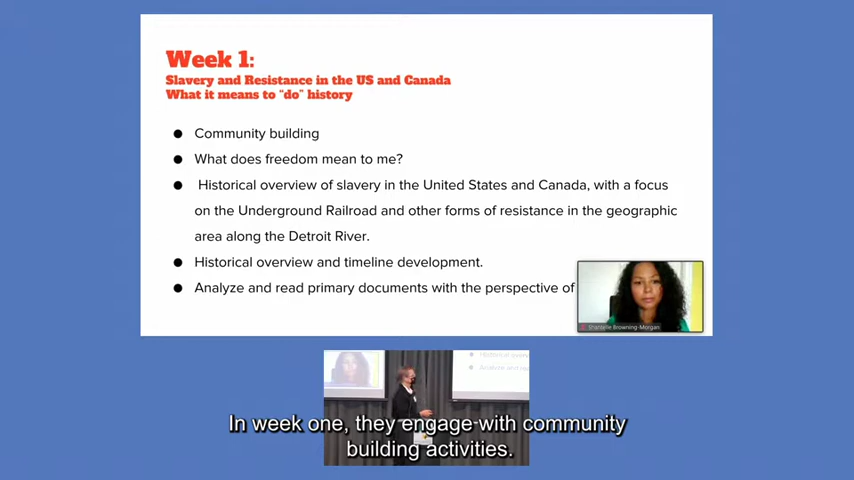 Week 1:
Slavery and Resistance in the US and Canada
What it means to "do" history
● Community building
● What does freedom mean to me?
● Historical overview of slavery in the United States and Canada, with a focus
on the Underground Railroad and other forms of resistance in the geographic
area along the Detroit River.
● Historical overview and timeline development.
● Analyze and read primary documents with the perspective of
Shantelle Browning-Morgan
In week one, they engage with community
building activities.